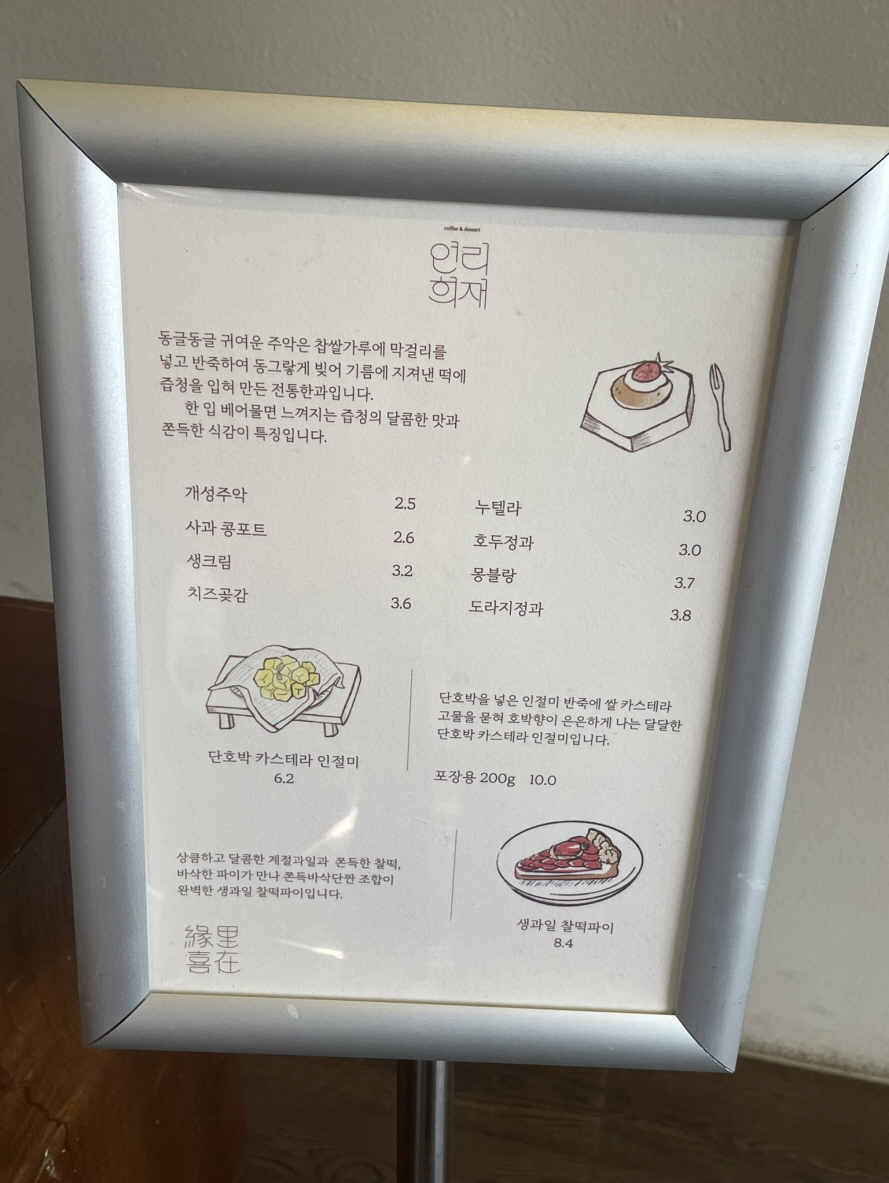 coffee & dessert
연리
희재
동글동글 귀여운 주악은 찹쌀가루에 막걸리를
넣고 반죽하여 동그랗게 빚어 기름에 지져낸 떡에
즙청을 입혀 만든 전통한과입니다.
한 입 베어물면 느껴지는 즙청의 달콤한 맛과
쫀득한 식감이 특징입니다.
개성주악 2.5
사과 콩포트 2.6
생크림 3.2
치즈곶감 3.6
누텔라 3.0
호두정과 3.0
몽블랑 3.7
도라지정과 3.8
단호박 카스테라 인절미
6.2
단호박을 넣은 인절미 반죽에 쌀 카스테라
고물을 묻혀 호박향이 은은하게 나는 달달한
단호박 카스테라 인절미입니다.
포장용 200g 10.0
상큼하고 달콤한 계절과일과 쫀득한 찰떡,
바삭한 파이가 만나 쫀득바삭단짠 조합이
완벽한 생과일 찰떡파이입니다.
생과일 찰떡파이
8.4
緣里
喜在